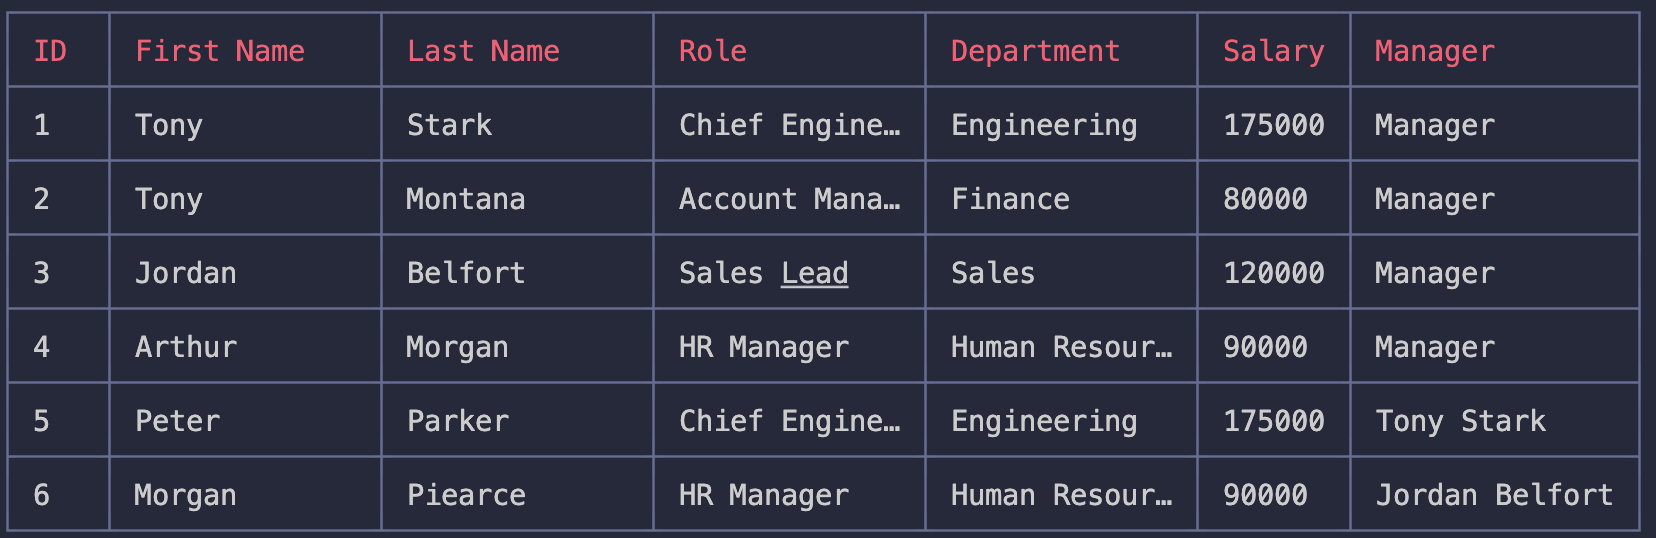 ID First Name Last Name Role Department Salary Manager
1 Tony Stark Chief Engine… Engineering 175000 Manager
2 Tony Montana Account Mana… Finance 80000 Manager
3 Jordan Belfort Sales Lead Sales 120000 Manager
4 Arthur Morgan HR Manager Human Resour… 90000 Manager
5 Peter Parker Chief Engine… Engineering 175000 Tony Stark
6 Morgan Piearce HR Manager Human Resour… 90000 Jordan Belfort